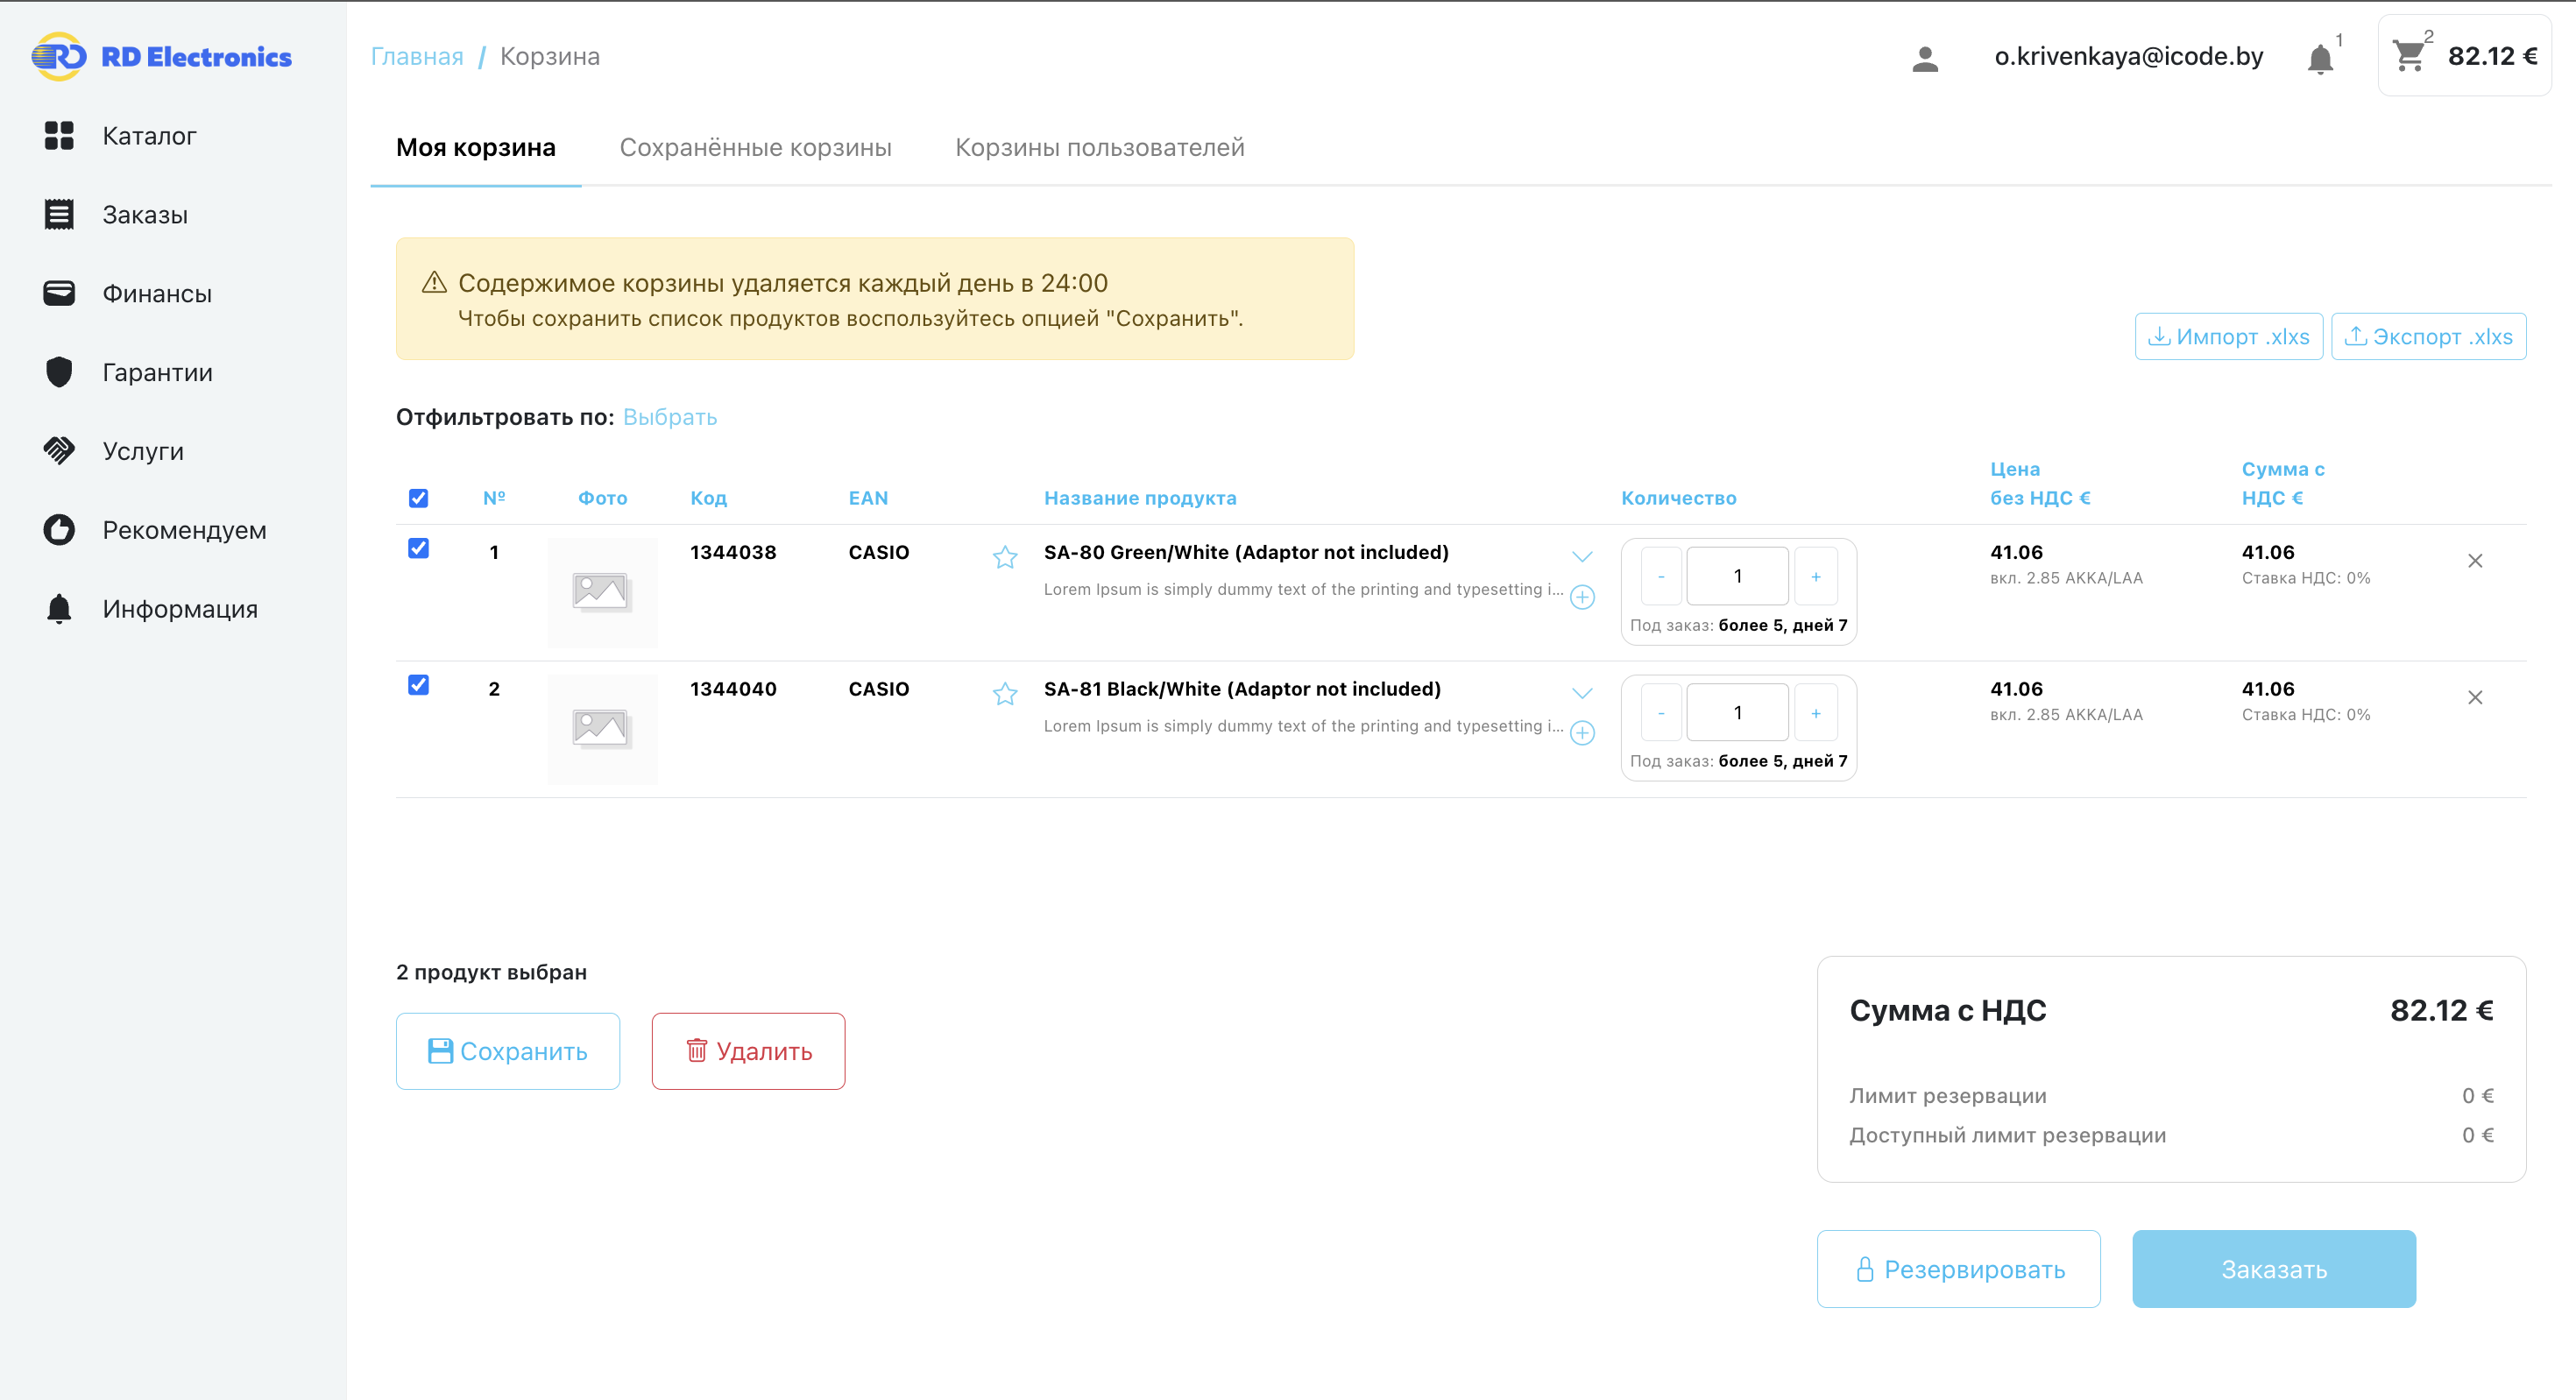 RD Electronics
Каталог
Заказы
Финансы
Гарантии
Услуги
Рекомендуем
Информация
Главная / Корзина
o.krivenkaya@icode.by
1
2
82.12 €
Моя корзина
Сохранённые корзины
Корзины пользователей
Содержимое корзины удаляется каждый день в 24:00
Чтобы сохранить список продуктов воспользуйтесь опцией "Сохранить".
Импорт .xlxs
Экспорт .xlxs
Отфильтровать по: Выбрать
№
Фото
Код
EAN
Название продукта
Количество
Цена
без НДС €
Сумма с
НДС €
1
1344038
CASIO
SA-80 Green/White (Adaptor not included)
Lorem Ipsum is simply dummy text of the printing and typesetting i...
- 1 +
Под заказ: более 5, дней 7
41.06
вкл. 2.85 AKKA/LAA
41.06
Ставка НДС: 0%
2
1344040
CASIO
SA-81 Black/White (Adaptor not included)
Lorem Ipsum is simply dummy text of the printing and typesetting i...
- 1 +
Под заказ: более 5, дней 7
41.06
вкл. 2.85 AKKA/LAA
41.06
Ставка НДС: 0%
2 продукт выбран
Сохранить
Удалить
Сумма с НДС 82.12 €
Лимит резервации 0 €
Доступный лимит резервации 0 €
Резервировать
Заказать